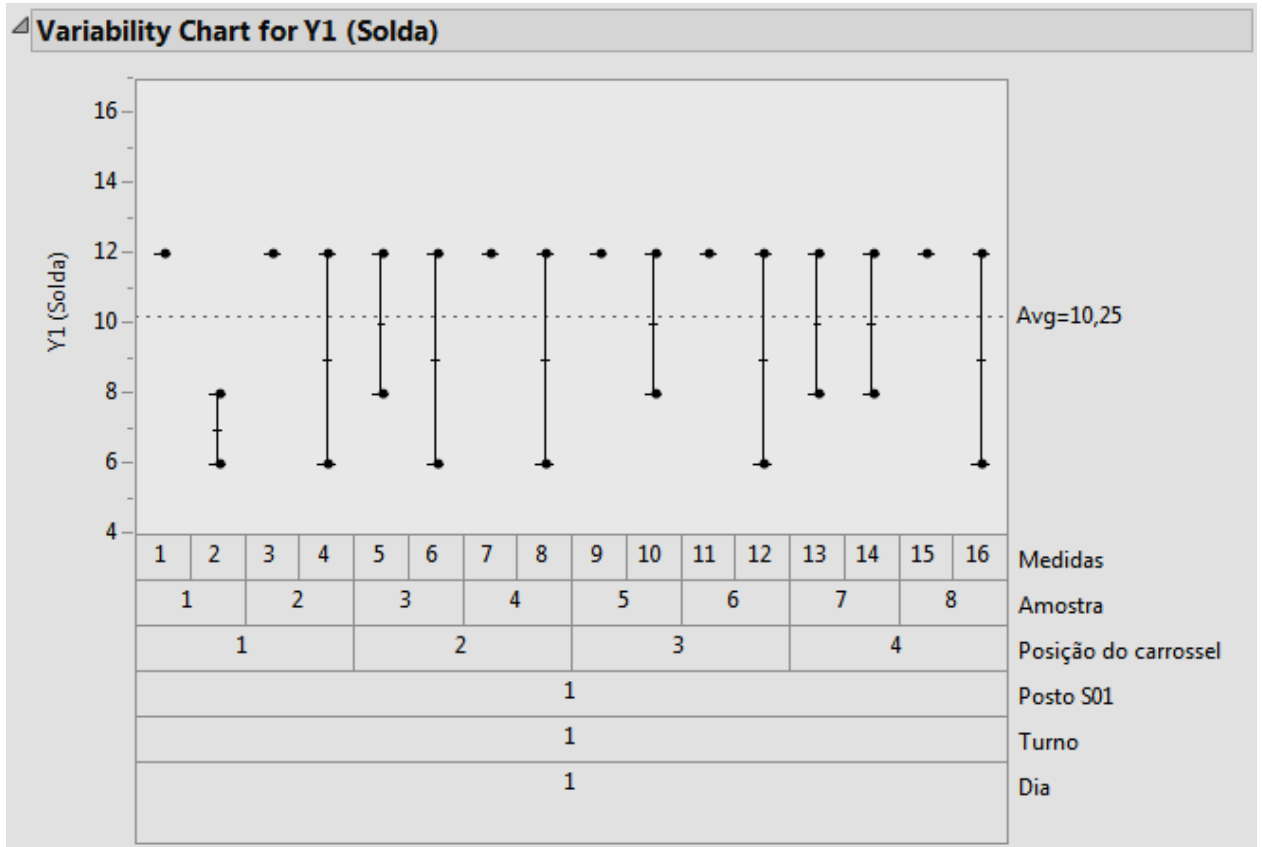 Variability Chart for Y1 (Solda)
16
14
12
10
8
6
4
Y1 (Solda)
Avg=10,25
1 2 3 4 5 6 7 8 9 10 11 12 13 14 15 16 Medidas
1 2 3 4 5 6 7 8 Amostra
1 2 3 4 Posição do carrossel
1 Posto S01
1 Turno
1 Dia